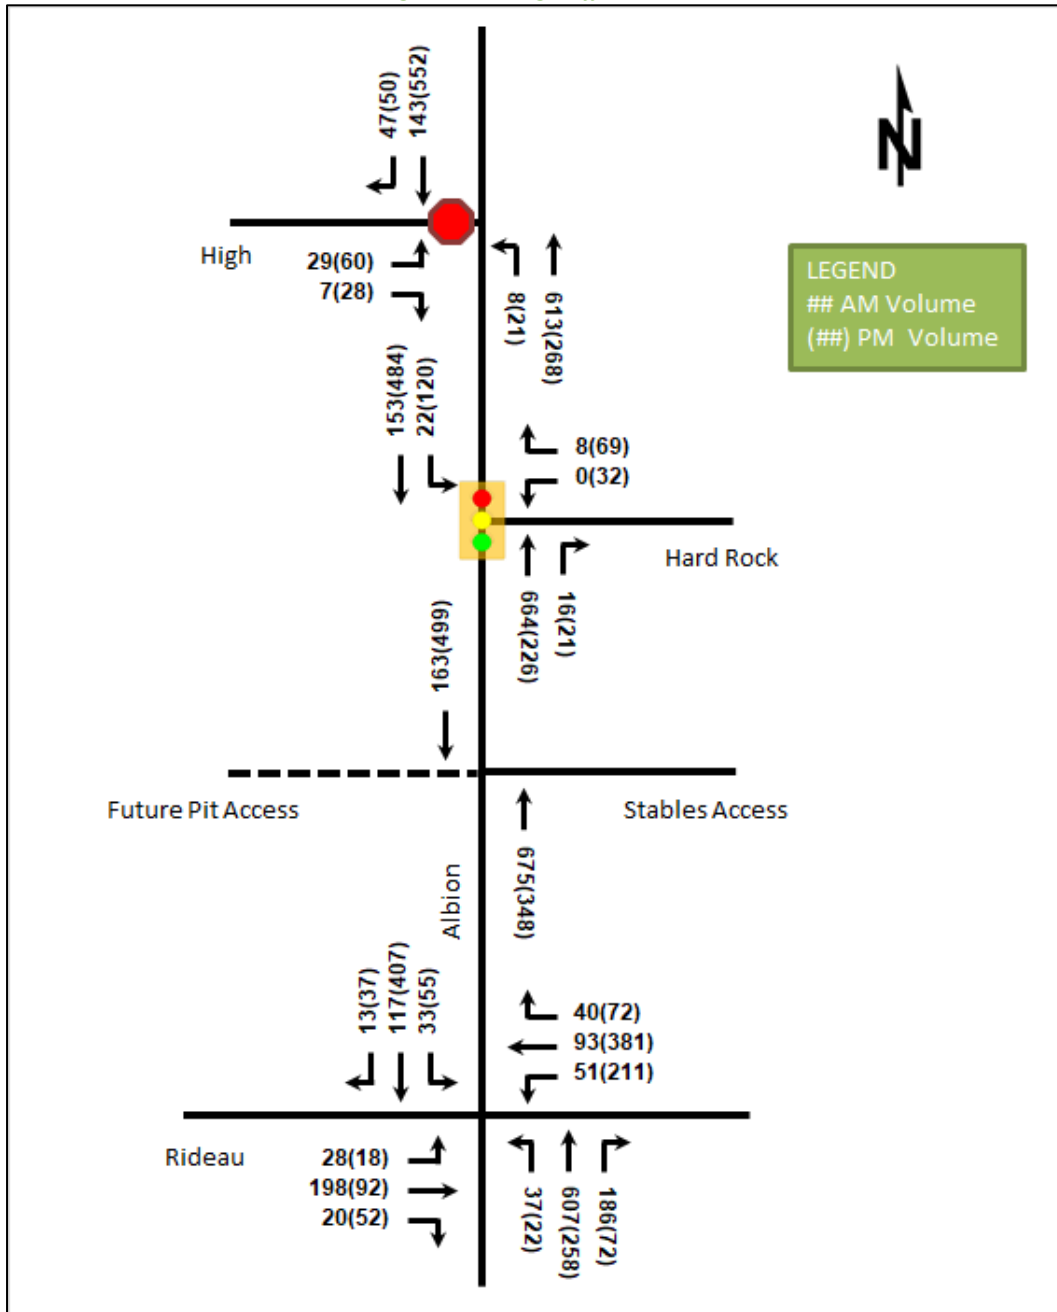 47(50)
143(552)
N
High
29(60)
7(28)
8(21)
613(268)
LEGEND
## AM Volume
(##) PM  Volume
153(484)
22(120)
8(69)
0(32)
Hard Rock
664(226)
16(21)
163(499)
Future Pit Access
Stables Access
675(348)
Albion
13(37)
117(407)
33(55)
40(72)
93(381)
51(211)
Rideau
28(18)
198(92)
20(52)
37(22)
607(258)
186(72)